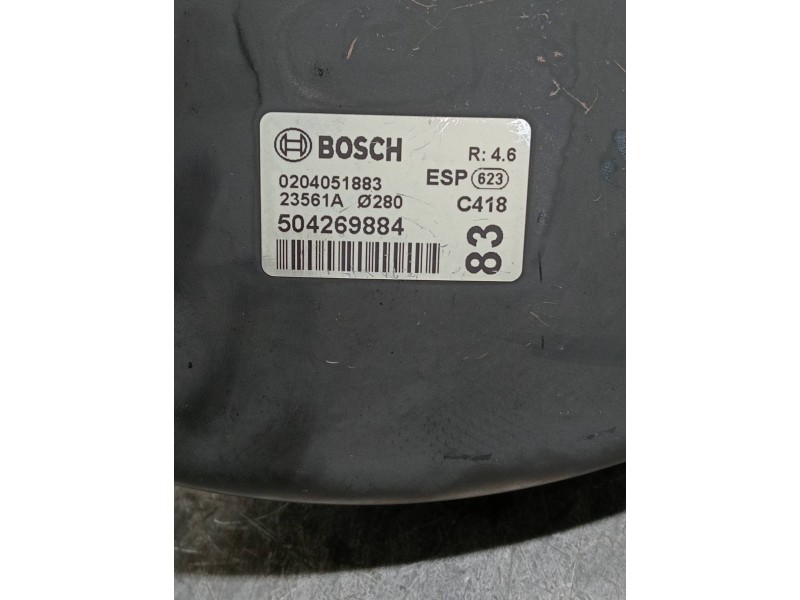 BOSCH
R: 4.6
0204051883
ESP 623
23561A Ø280
C418
504269884
83